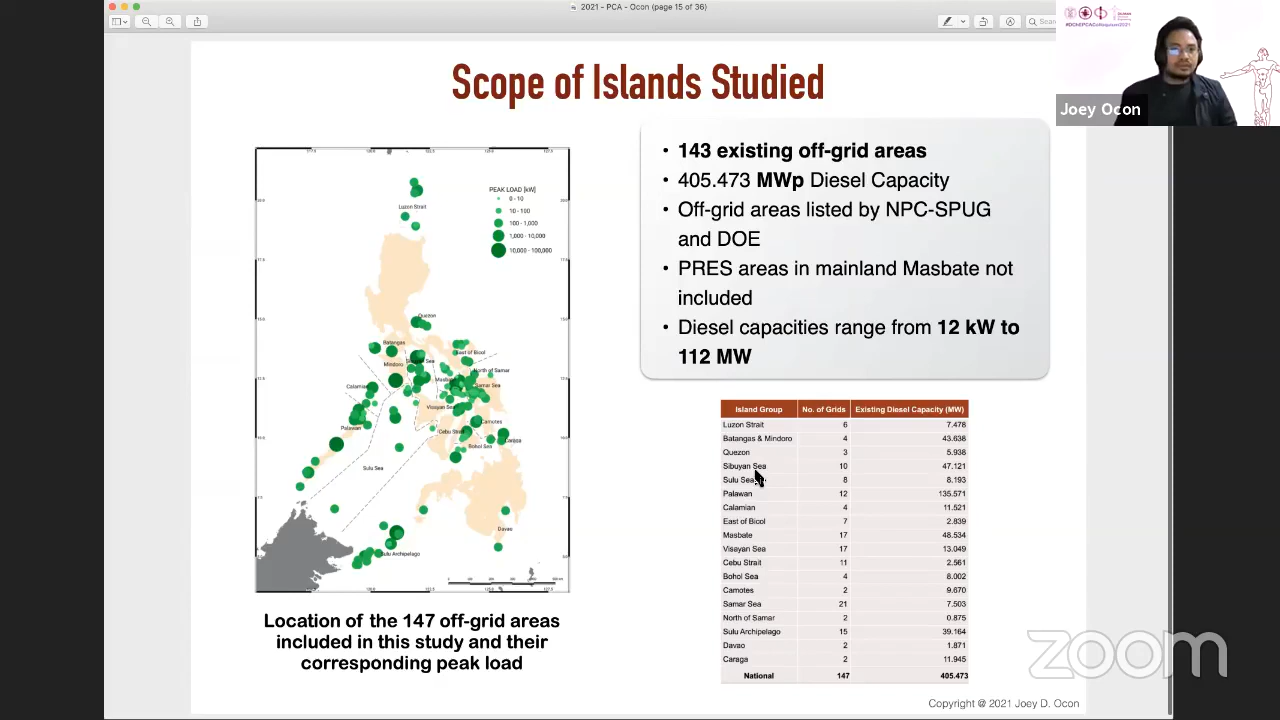 2021 - PCA - Ocon (page 15 of 36)
#DChEPCAColloquium2021
Joey Ocon
Scope of Islands Studied
PEAK LOAD [kW]
0 - 10
10 - 100
100 - 1,000
1,000 - 10,000
10,000 - 100,000
Luzon Strait
Quezon
Batangas
Mindoro
East of Bicol
North of Samar
Samar Sea
Calamian
Visayan Sea
Palawan
Cebu Strait
Camotes
Bohol Sea
Caraga
Sulu Sea
Davao
Sulu Archipelago
Location of the 147 off-grid areas
included in this study and their
corresponding peak load
• 143 existing off-grid areas
• 405.473 MWp Diesel Capacity
• Off-grid areas listed by NPC-SPUG
and DOE
• PRES areas in mainland Masbate not
included
• Diesel capacities range from 12 kW to
112 MW
Island Group No. of Grids Existing Diesel Capacity (MW)
Luzon Strait 6 7.478
Batangas & Mindoro 4 43.638
Quezon 3 5.938
Sibuyan Sea 10 47.121
Sulu Sea 8 8.193
Palawan 12 135.571
Calamian 4 11.521
East of Bicol 7 2.839
Masbate 17 48.534
Visayan Sea 17 13.049
Cebu Strait 11 2.561
Bohol Sea 4 8.002
Camotes 2 9.670
Samar Sea 21 7.503
North of Samar 2 0.875
Sulu Archipelago 15 39.164
Davao 2 1.871
Caraga 2 11.945
National 147 405.473
zoom
Copyright @ 2021 Joey D. Ocon